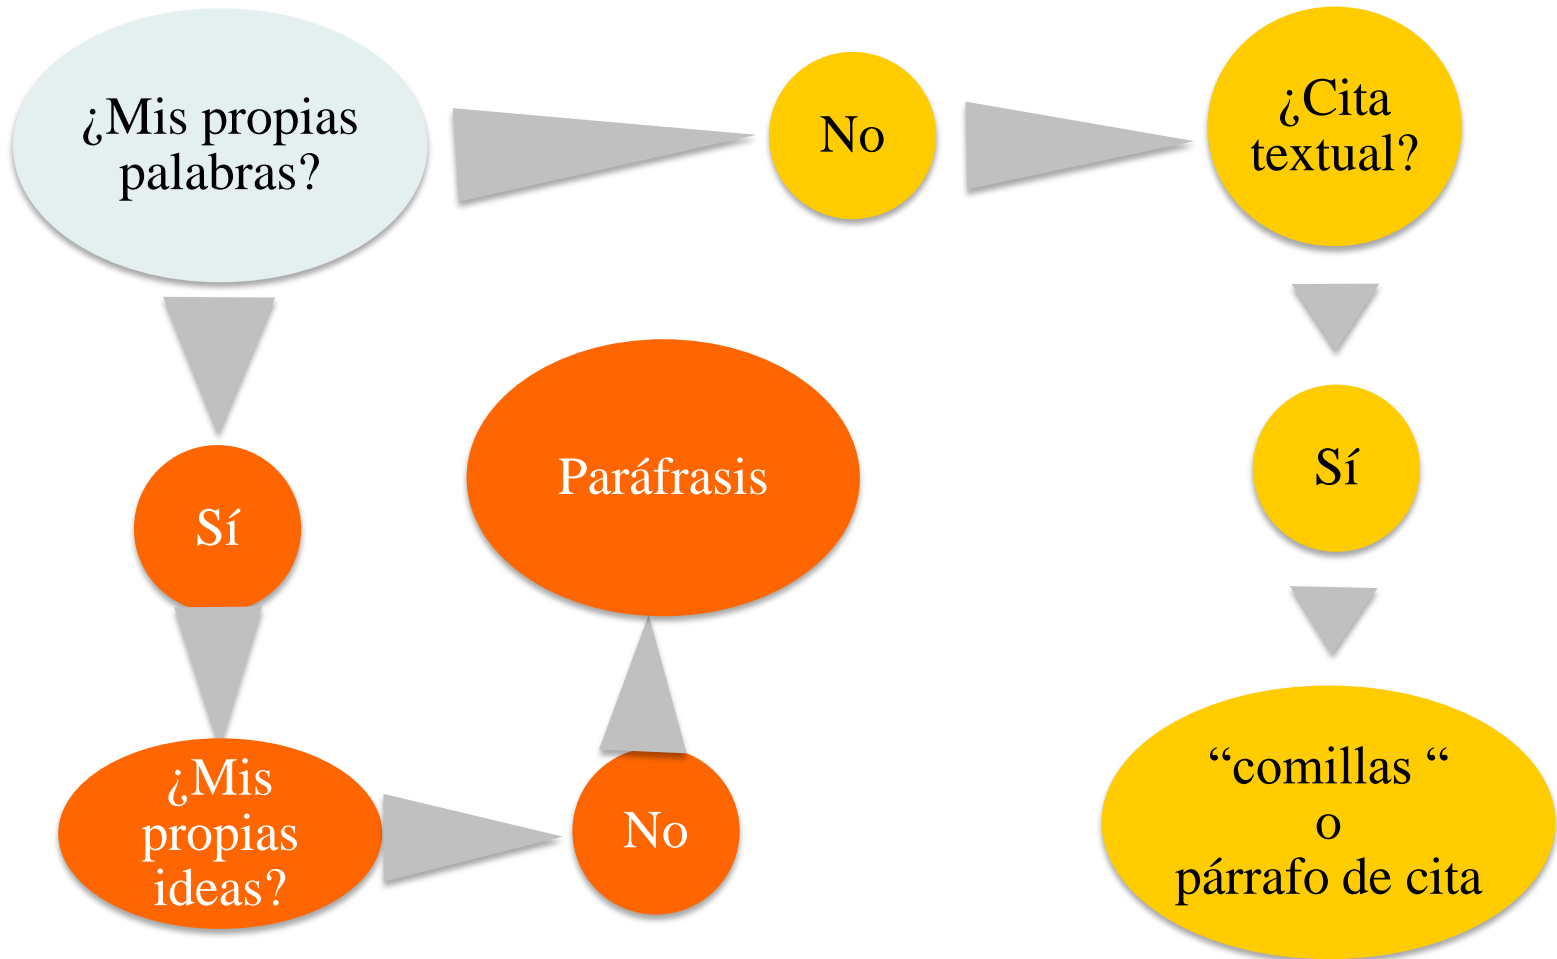 ¿Mis propias
palabras?
No
¿Cita
textual?
Sí
Paráfrasis
Sí
¿Mis
propias
ideas?
No
“comillas “
o
párrafo de cita